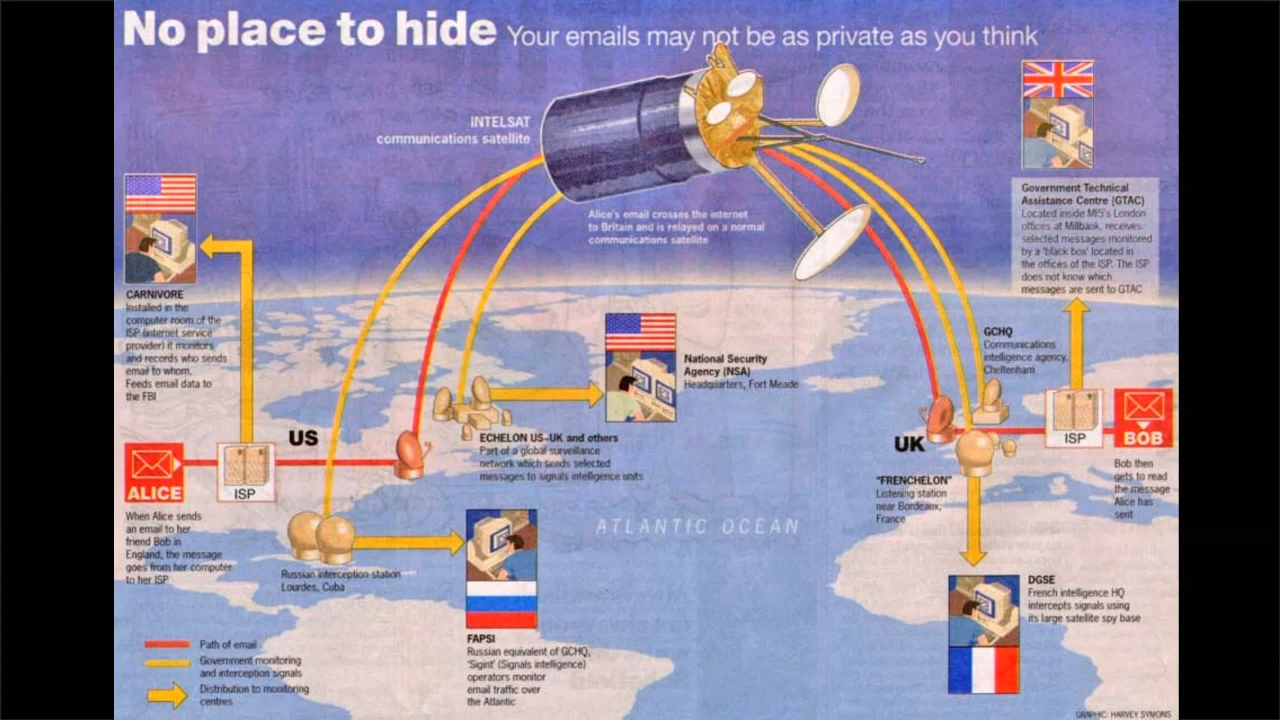 No place to hide Your emails may not be as private as you think
INTELSAT
communications satellite
Alice's email crosses the internet
to Britain and is relayed on a normal
communications satellite
Government Technical
Assistance Centre (GTAC)
Located inside MI5's London
offices at Millbank, receives
selected messages monitored
by a 'black box' located in
the offices of the ISP. The ISP
does not know which
messages are sent to GTAC
CARNIVORE
Installed in the
computer room of the
ISP (internet service
provider) it monitors
and records who sends
email to whom.
Feeds email data to
the FBI
National Security
Agency (NSA)
Headquarters, Fort Meade
GCHQ
Communications
intelligence agency,
Cheltenham
US
ECHELON US-UK and others
Part of a global surveillance
network which sends selected
messages to signals intelligence units
UK
ISP
BOB
ALICE
ISP
"FRENCHELON"
Listening station
near Bordeaux,
France
Bob then
gets to read
the message
Alice has
sent
When Alice sends
an email to her
friend Bob in
England, the message
goes from her computer
to her ISP
ATLANTIC OCEAN
Russian interception station
Lourdes, Cuba
DGSE
French intelligence HQ
intercepts signals using
its large satellite spy base
FAPSI
Russian equivalent of GCHQ,
'Sigint' (Signals intelligence)
operators monitor
email traffic over
the Atlantic
Path of email
Government monitoring
and interception signals
Distribution to monitoring
centres
GRAPHIC: HARVEY SYMONS